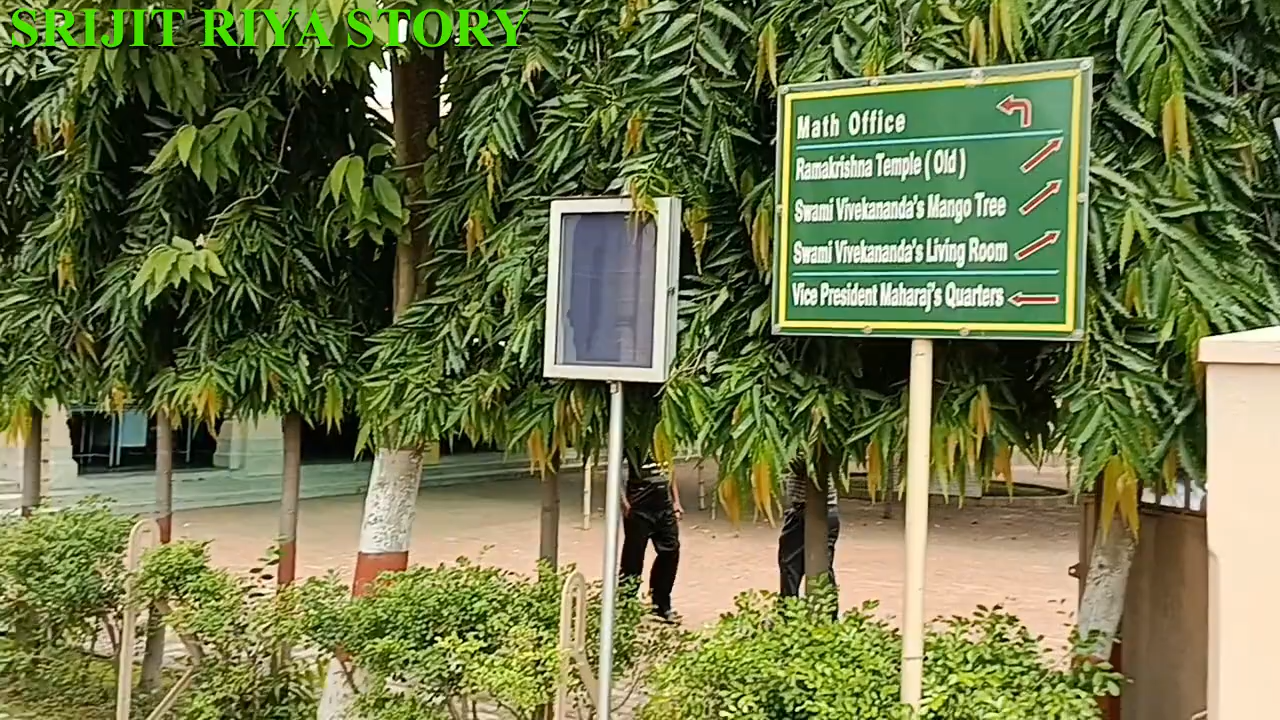 SRIJIT RIYA STORY
Math Office
Ramakrishna Temple ( Old )
Swami Vivekananda's Mango Tree
Swami Vivekananda's Living Room
Vice President Maharaj's Quarters